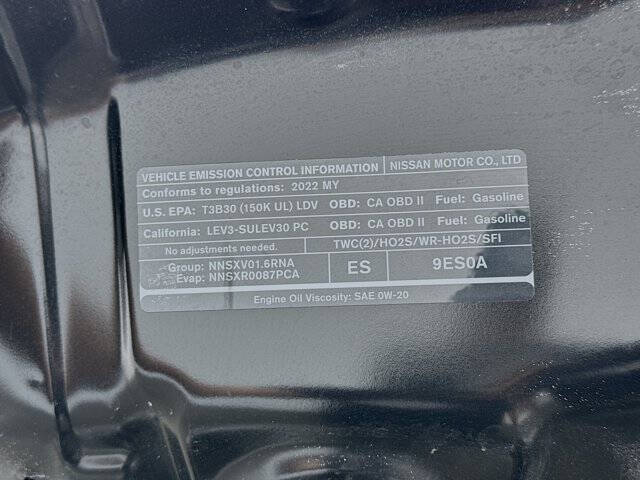 VEHICLE EMISSION CONTROL INFORMATION NISSAN MOTOR CO., LTD
Conforms to regulations: 2022 MY
U.S. EPA: T3B30 (150K UL) LDV OBD: CA OBD II Fuel: Gasoline
California: LEV3-SULEV30 PC OBD: CA OBD II Fuel: Gasoline
No adjustments needed. TWC(2)/HO2S/WR-HO2S/SFI
Group: NNSXV01.6RNA
Evap: NNSXR0087PCA
ES 9ES0A
Engine Oil Viscosity: SAE 0W-20